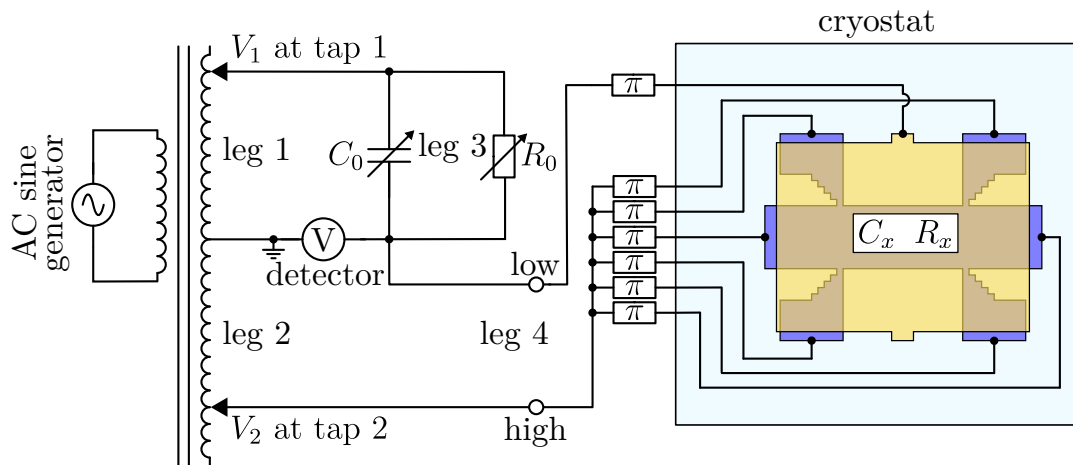 cryostat
V₁ at tap 1
π
leg 1
C₀
leg 3
R₀
AC sine
generator
V
detector
low
π
π
π
π
π
π
Cₓ Rₓ
leg 2
leg 4
V₂ at tap 2
high